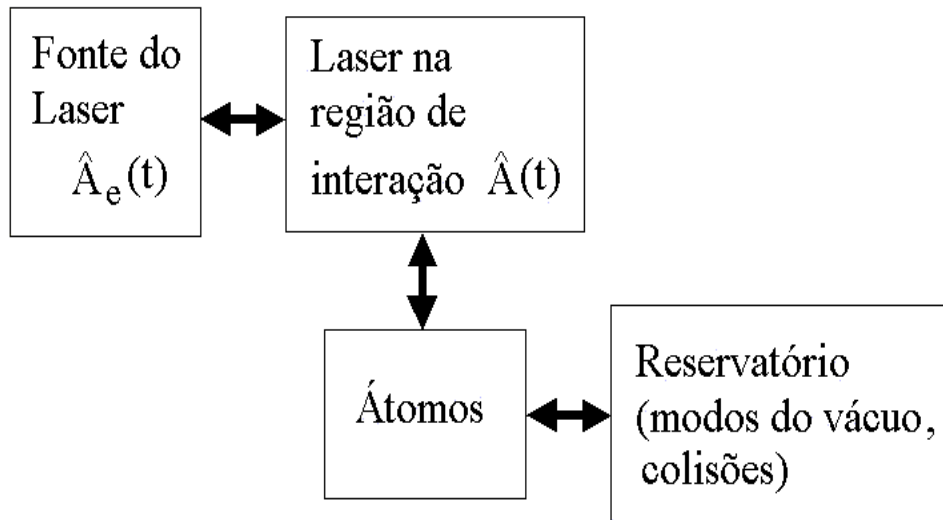 Fonte do
Laser
Âₑ(t)
Laser na
região de
interação Â(t)
Átomos
Reservatório
(modos do vácuo,
colisões)